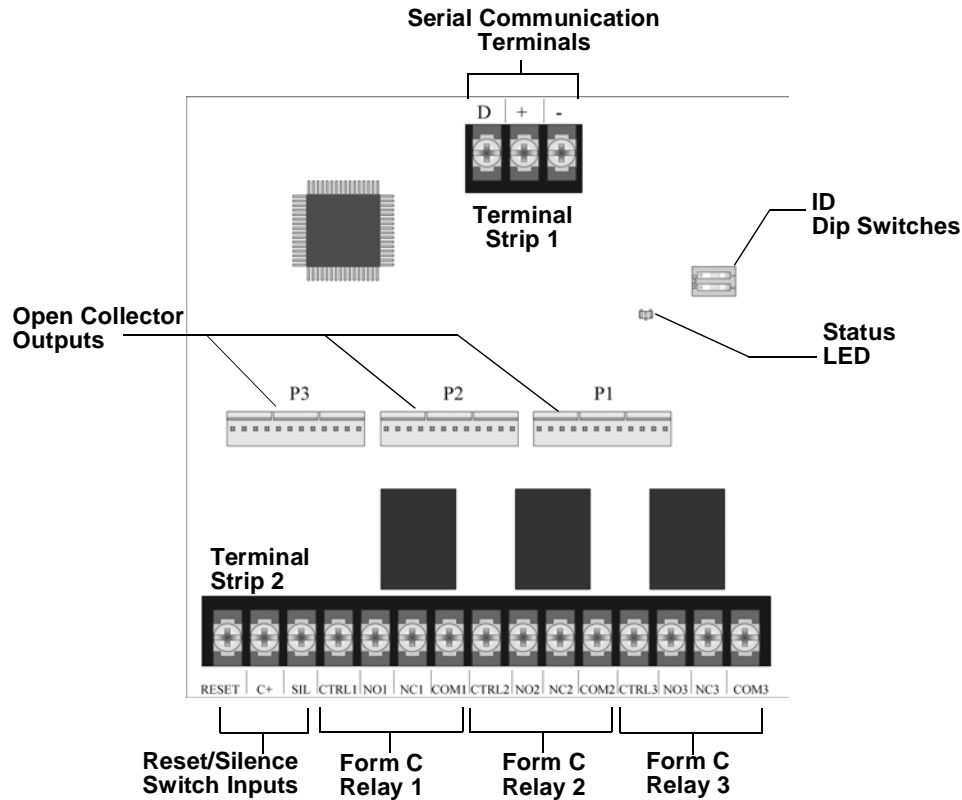 Serial Communication
Terminals
D + -
Terminal
Strip 1
ID
Dip Switches
Open Collector
Outputs
Status
LED
P3 P2 P1
Terminal
Strip 2
RESET C+ SIL CTRL1 NO1 NC1 COM1 CTRL2 NO2 NC2 COM2 CTRL3 NO3 NC3 COM3
Reset/Silence
Switch Inputs
Form C
Relay 1
Form C
Relay 2
Form C
Relay 3